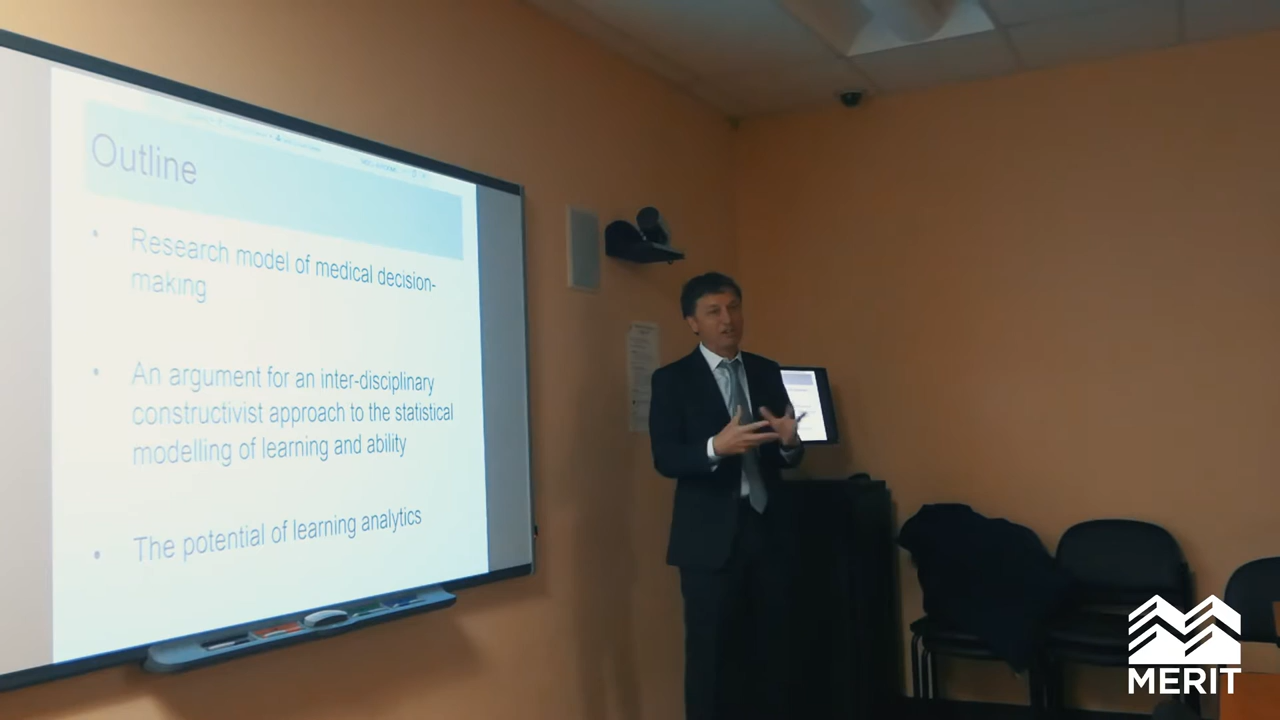 Outline
• Research model of medical decision-
making
• An argument for an inter-disciplinary
constructivist approach to the statistical
modelling of learning and ability
• The potential of learning analytics
MERIT